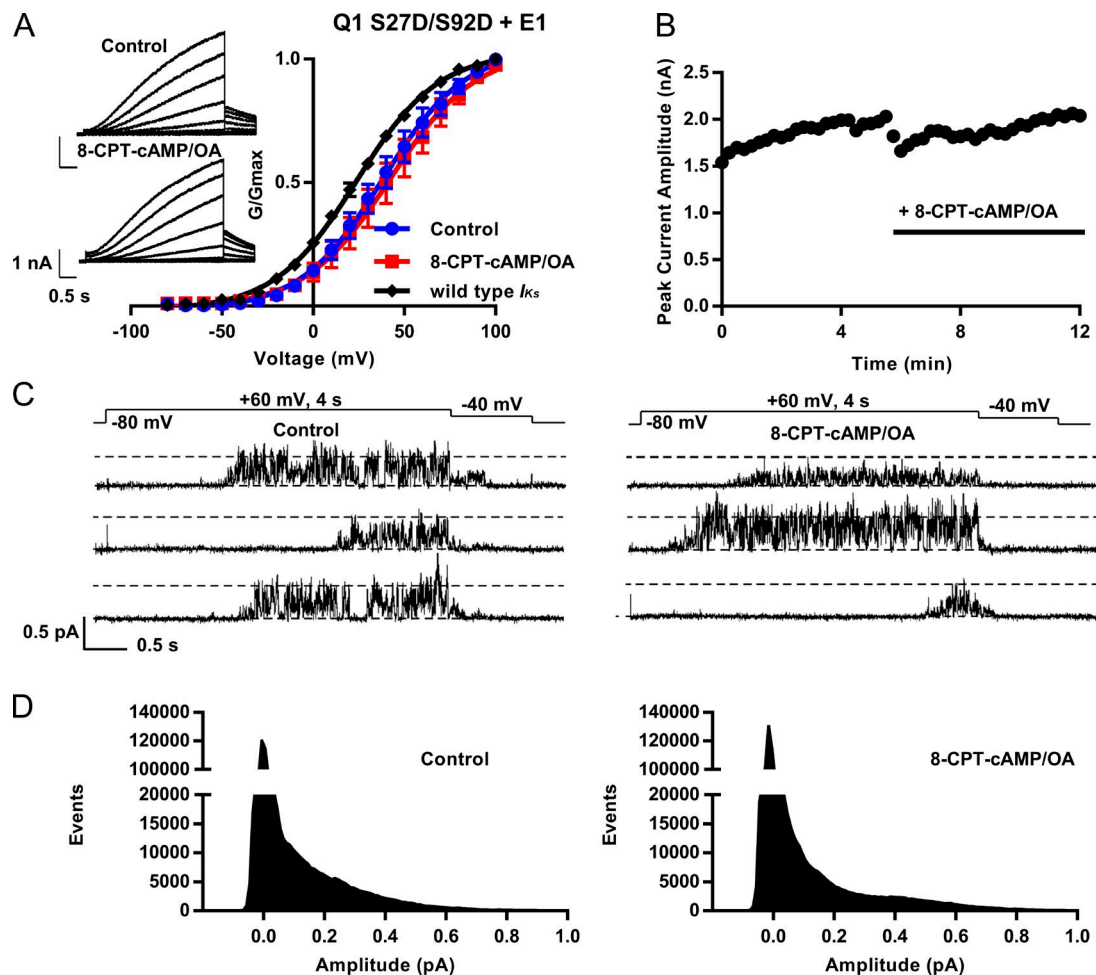 A
Q1 S27D/S92D + E1
Control
8-CPT-cAMP/OA
1 nA
0.5 s
G/Gmax
1.0
0.5
Control
8-CPT-cAMP/OA
wild type IKs
-100 -50 0 50 100
Voltage (mV)
B
Peak Current Amplitude (nA)
2.5
2.0
1.5
1.0
0.5
0.0
+ 8-CPT-cAMP/OA
0 4 8 12
Time (min)
C
+60 mV, 4 s
-80 mV
-40 mV
Control
0.5 pA
0.5 s
+60 mV, 4 s
-80 mV
-40 mV
8-CPT-cAMP/OA
D
Events
140000
120000
100000
20000
15000
10000
5000
0
Control
0.0 0.2 0.4 0.6 0.8 1.0
Amplitude (pA)
Events
140000
120000
100000
20000
15000
10000
5000
0
8-CPT-cAMP/OA
0.0 0.2 0.4 0.6 0.8 1.0
Amplitude (pA)